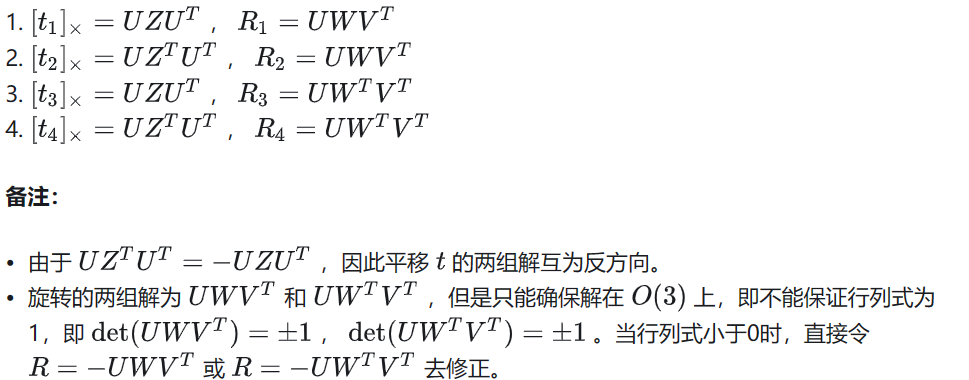 1. $[t_1]_\times = UZU^T$ ， $R_1 = UWV^T$
2. $[t_2]_\times = UZ^TU^T$ ， $R_2 = UWV^T$
3. $[t_3]_\times = UZU^T$ ， $R_3 = UW^TV^T$
4. $[t_4]_\times = UZ^TU^T$ ， $R_4 = UW^TV^T$
备注：
• 由于 $UZ^TU^T = -UZU^T$ ，因此平移 $t$ 的两组解互为反方向。
• 旋转的两组解为 $UWV^T$ 和 $UW^TV^T$ ，但是只能确保解在 $O(3)$ 上，即不能保证行列式为
1，即 $\det(UWV^T) = \pm 1$ ， $\det(UW^TV^T) = \pm 1$ 。当行列式小于0时，直接令
$R = -UWV^T$ 或 $R = -UW^TV^T$ 去修正。